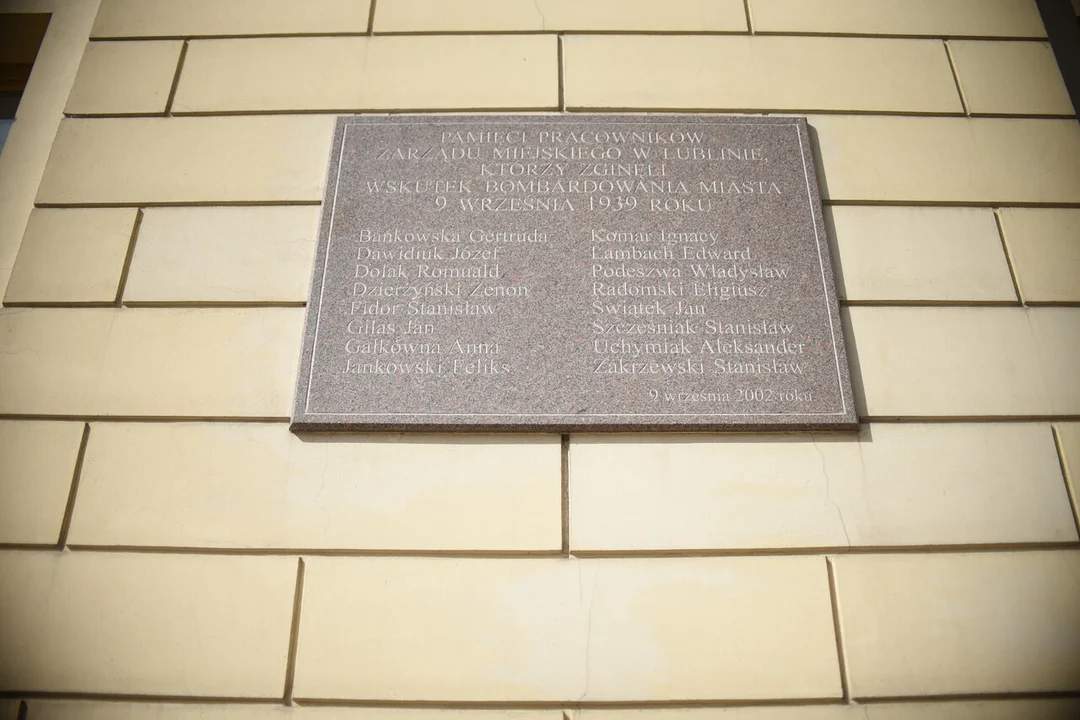 PAMIĘCI PRACOWNIKÓW
ZARZĄDU MIEJSKIEGO W LUBLINIE,
KTÓRZY ZGINĘLI
WSKUTEK BOMBARDOWANIA MIASTA
9 WRZEŚNIA 1939 ROKU
Bańkowska Gertruda
Dawidiuk Józef
Dolak Romuald
Dzierżyński Zenon
Fidor Stanisław
Gilas Jan
Gałkówna Anna
Jankowski Feliks
Komar Ignacy
Lambach Edward
Podeszwa Władysław
Radomski Eligiusz
Świątek Jan
Szcześniak Stanisław
Uchymiak Aleksander
Zakrzewski Stanisław
9 września 2002 roku